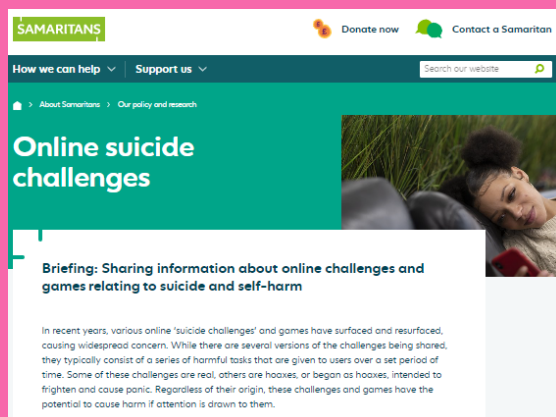 SAMARITANS
Donate now
Contact a Samaritan
How we can help
Support us
Search our website
> About Samaritans > Our policy and research
Online suicide
challenges
Briefing: Sharing information about online challenges and
games relating to suicide and self-harm
In recent years, various online 'suicide challenges' and games have surfaced and resurfaced,
causing widespread concern. While there are several versions of the challenges being shared,
they typically consist of a series of harmful tasks that are given to users over a set period of
time. Some of these challenges are real, others are hoaxes, or began as hoaxes, intended to
frighten and cause panic. Regardless of their origin, these challenges and games have the
potential to cause harm if attention is drawn to them.